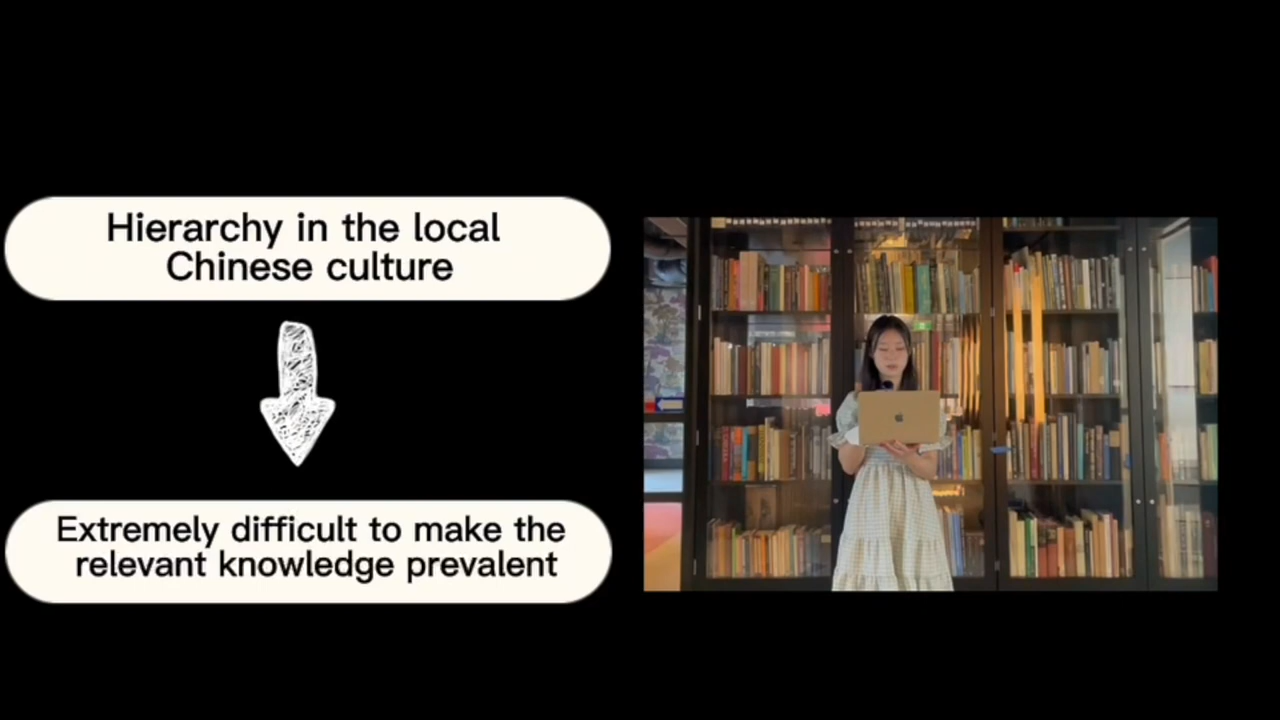 Hierarchy in the local
Chinese culture
Extremely difficult to make the
relevant knowledge prevalent